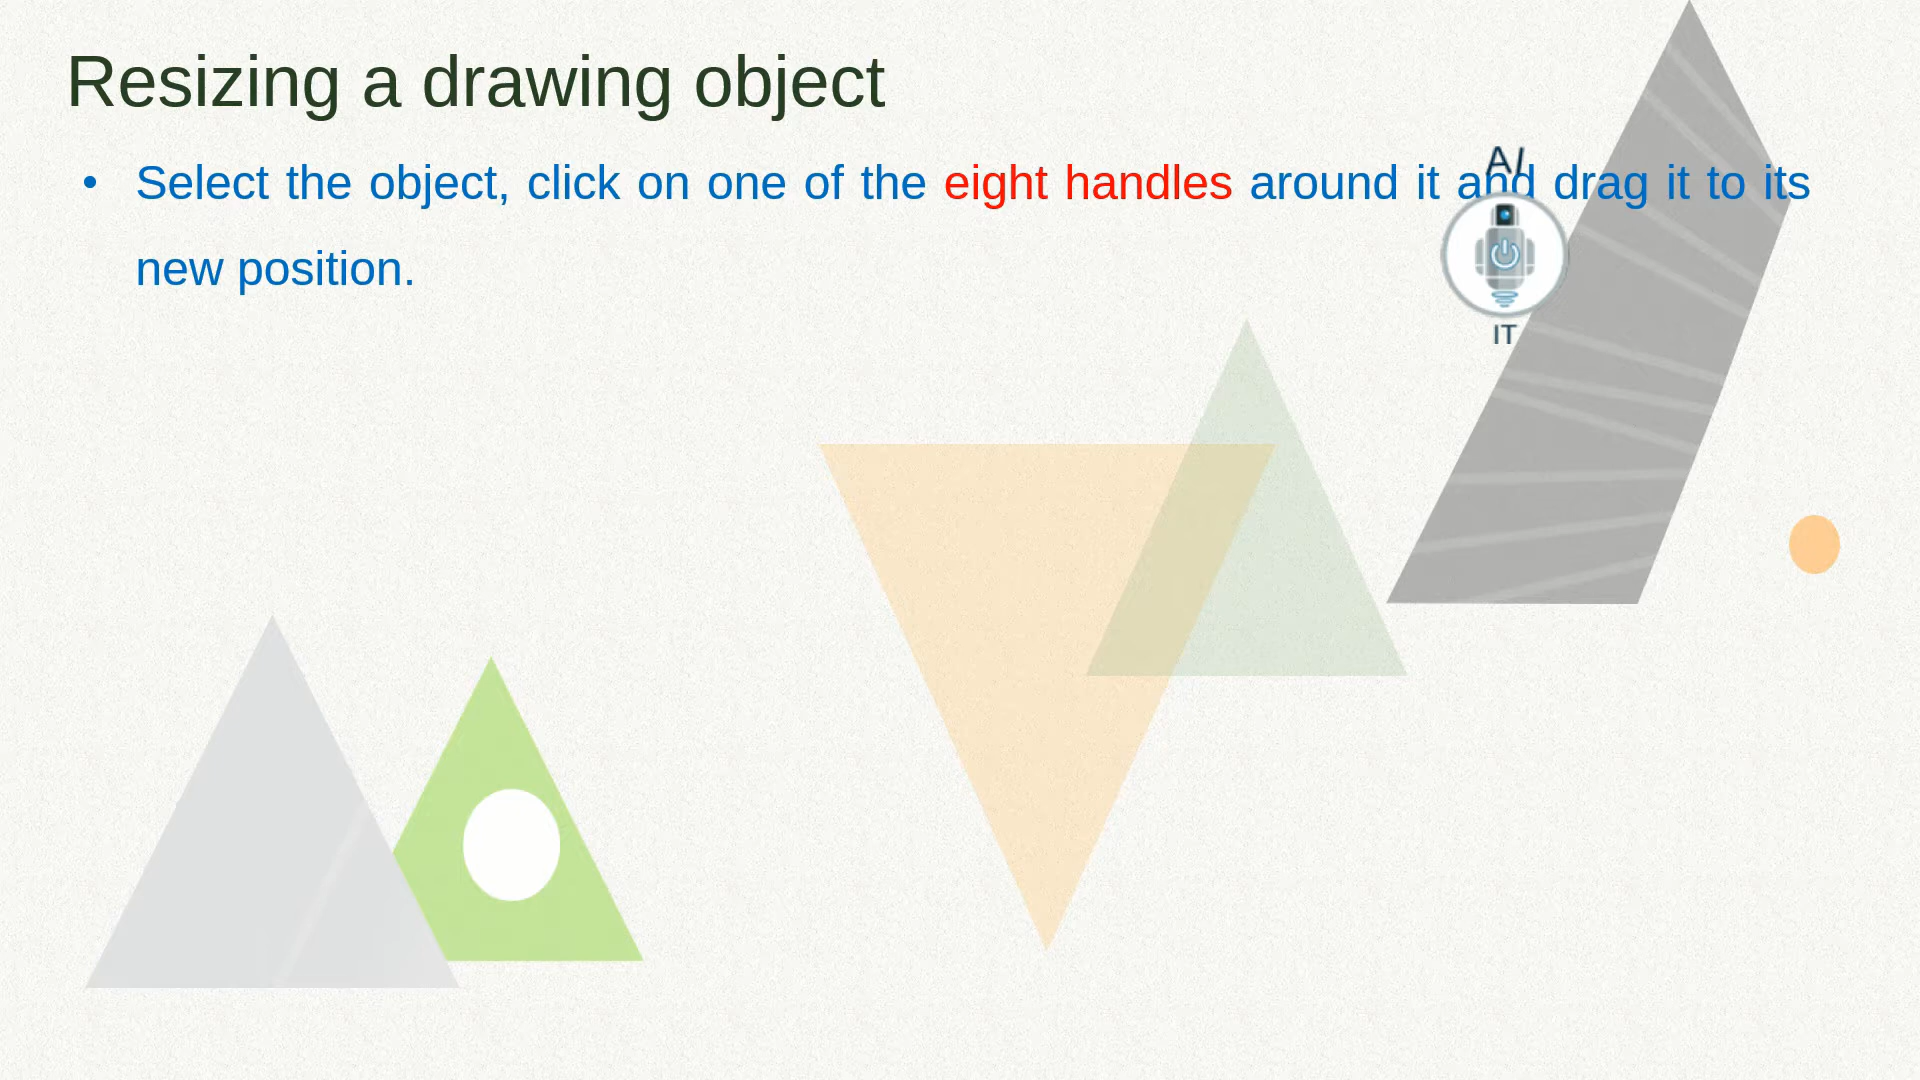 Resizing a drawing object
• Select the object, click on one of the eight handles around it and drag it to its
new position.
AI
IT